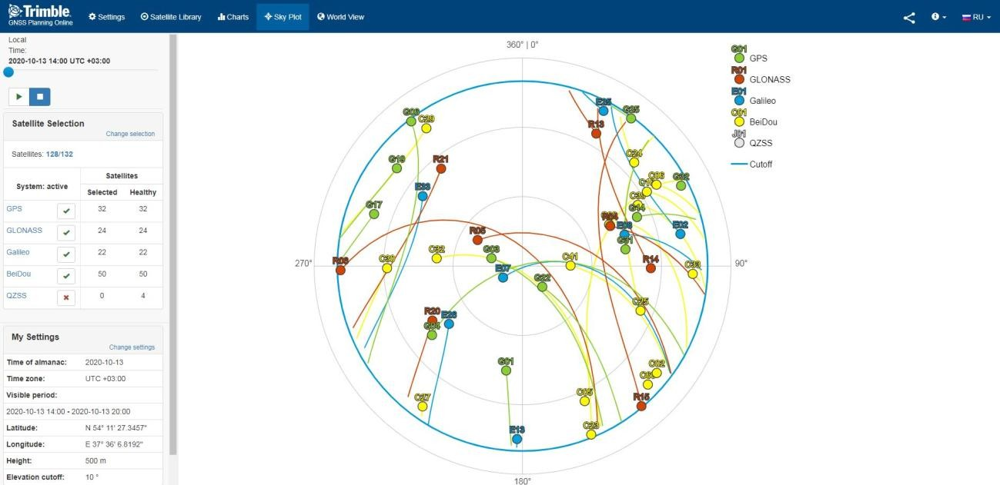 Trimble.
GNSS Planning Online
Settings
Satellite Library
Charts
Sky Plot
World View
RU
Local
Time:
2020-10-13 14:00 UTC +03:00
Satellite Selection
Change selection
Satellites: 128/132
System: active
Satellites
Selected Healthy
GPS 32 32
GLONASS 24 24
Galileo 22 22
BeiDou 50 50
QZSS 0 4
My Settings
Change settings
Time of almanac: 2020-10-13
Time zone: UTC +03:00
Visible period:
2020-10-13 14:00 - 2020-10-13 20:00
Latitude: N 54° 11' 27.3457"
Longitude: E 37° 36' 6.8192"
Height: 500 m
Elevation cutoff: 10 °
360° | 0°
E25
G25
G06
C29
R13
C24
G19
R21
C06
G32
E33
G17
G14
R04
E08
E02
R05
G31
C32
G03
C41
R14
R06
C30
E07
C33
270°
90°
G22
C25
R20
E26
G04
G01
C02
C05
R15
C27
E13
C23
180°
G01
GPS
R01
GLONASS
E01
Galileo
C01
BeiDou
J01
QZSS
Cutoff